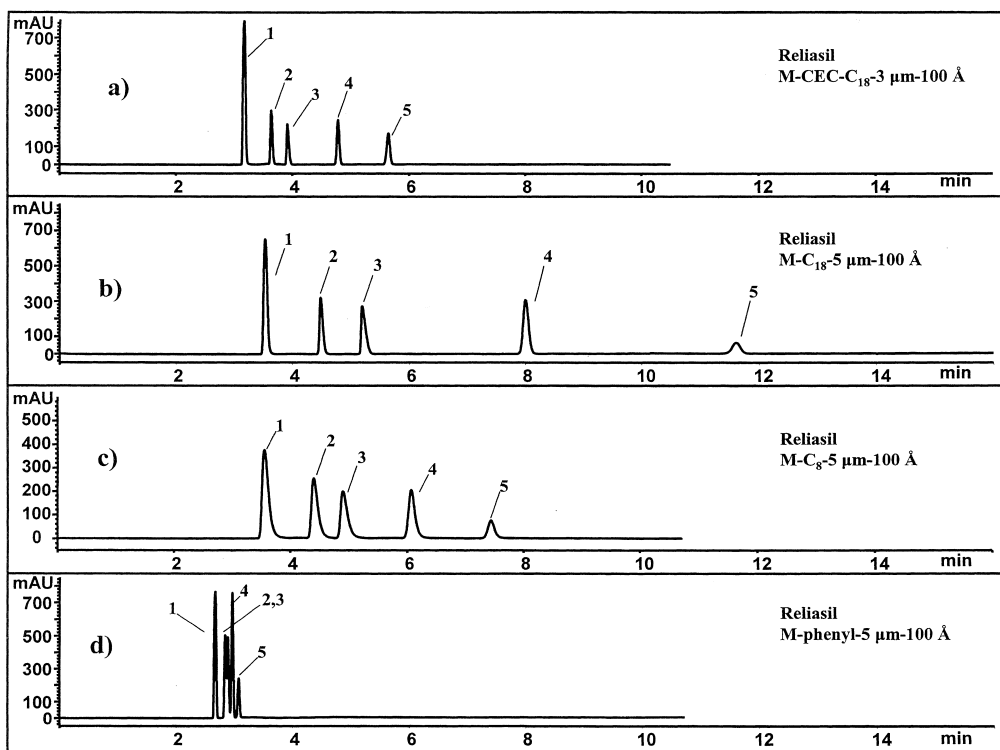 mAU
700
500
300
100
0
a)
1
2
3
4
5
Reliasil
M-CEC-C₁₈-3 µm-100 Å
2 4 6 8 10 12 14 min
mAU
700
500
300
100
0
b)
1
2
3
4
5
Reliasil
M-C₁₈-5 µm-100 Å
2 4 6 8 10 12 14 min
mAU
500
400
300
200
100
0
c)
1
2
3
4
5
Reliasil
M-C₈-5 µm-100 Å
2 4 6 8 10 12 14 min
mAU
700
500
300
100
0
d)
1
2,3
4
5
Reliasil
M-phenyl-5 µm-100 Å
2 4 6 8 10 12 14 min